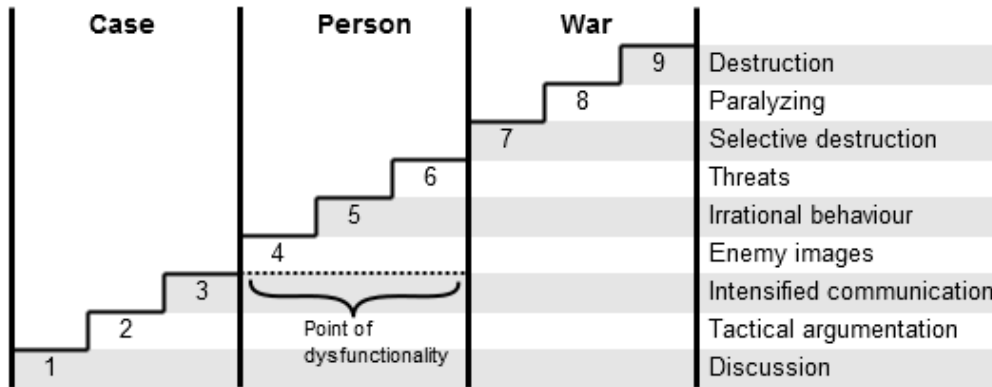 Case Person War
9 Destruction
8 Paralyzing
7 Selective destruction
6 Threats
5 Irrational behaviour
4 Enemy images
3 Intensified communication
2 Tactical argumentation
Point of
dysfunctionality
1 Discussion